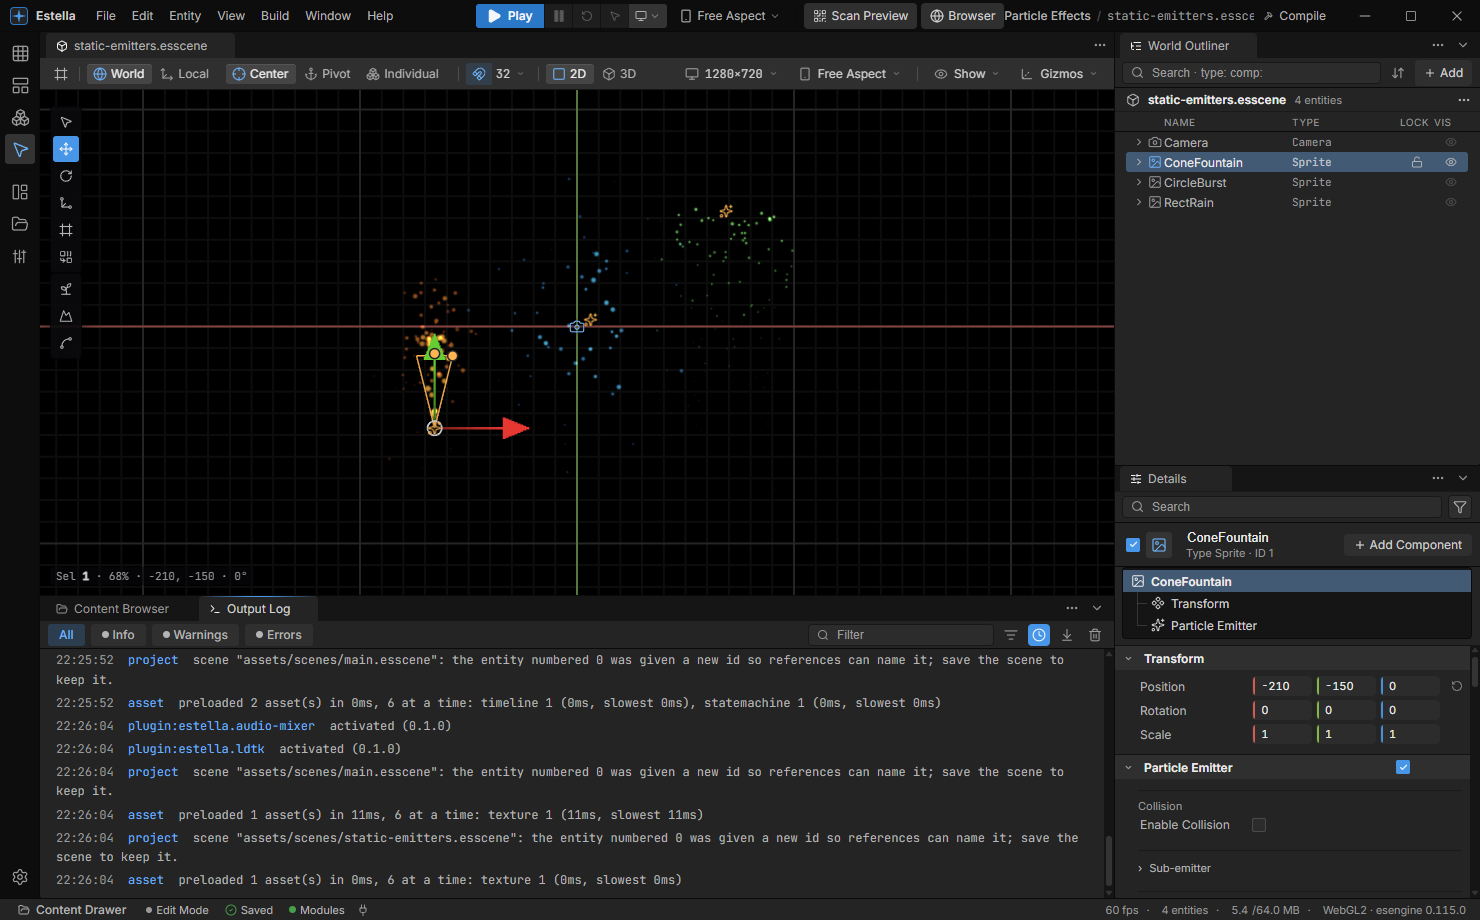 Estella File Edit Entity View Build Window Help Play Free Aspect Scan Preview Browser Particle Effects / static-emitters.essce Compile
static-emitters.esscene
World Local Center Pivot Individual 32 2D 3D 1280×720 Free Aspect Show Gizmos
Sel 1 · 68% · -210, -150 · 0°
Content Browser Output Log
All Info Warnings Errors Filter
22:25:52 project scene "assets/scenes/main.esscene": the entity numbered 0 was given a new id so references can name it; save the scene to
keep it.
22:25:52 asset preloaded 2 asset(s) in 0ms, 6 at a time: timeline 1 (0ms, slowest 0ms), statemachine 1 (0ms, slowest 0ms)
22:26:04 plugin:estella.audio-mixer activated (0.1.0)
22:26:04 plugin:estella.ldtk activated (0.1.0)
22:26:04 project scene "assets/scenes/main.esscene": the entity numbered 0 was given a new id so references can name it; save the scene to
keep it.
22:26:04 asset preloaded 1 asset(s) in 11ms, 6 at a time: texture 1 (11ms, slowest 11ms)
22:26:04 project scene "assets/scenes/static-emitters.esscene": the entity numbered 0 was given a new id so references can name it; save the
scene to keep it.
22:26:04 asset preloaded 1 asset(s) in 0ms, 6 at a time: texture 1 (0ms, slowest 0ms)
World Outliner
Search · type: comp: + Add
static-emitters.esscene 4 entities
NAME TYPE LOCK VIS
Camera Camera
ConeFountain Sprite
CircleBurst Sprite
RectRain Sprite
Details
Search
ConeFountain
Type Sprite · ID 1
+ Add Component
ConeFountain
Transform
Particle Emitter
Transform
Position -210 -150 0
Rotation 0 0 0
Scale 1 1 1
Particle Emitter
Collision
Enable Collision
Sub-emitter
Content Drawer Edit Mode Saved Modules 60 fps · 4 entities · 5.4 /64.0 MB · WebGL2 · esengine 0.115.0